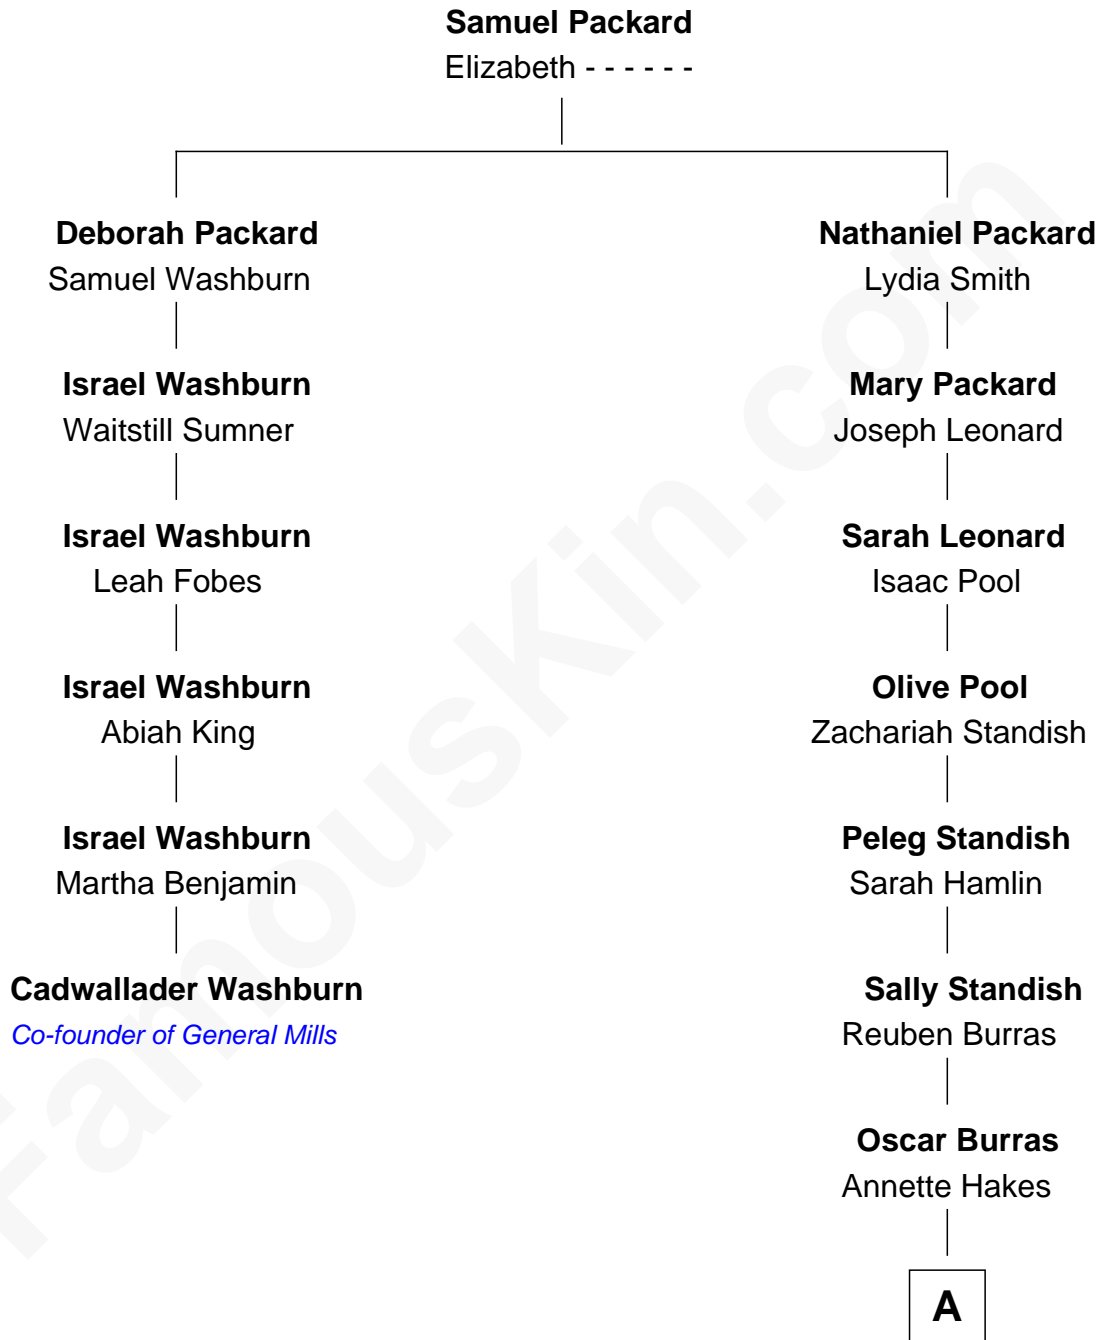 Samuel Packard
Elizabeth - - - - - -
Deborah Packard
Samuel Washburn
Nathaniel Packard
Lydia Smith
Israel Washburn
Waitstill Sumner
Mary Packard
Joseph Leonard
Israel Washburn
Leah Fobes
Sarah Leonard
Isaac Pool
Israel Washburn
Abiah King
Olive Pool
Zachariah Standish
Israel Washburn
Martha Benjamin
Peleg Standish
Sarah Hamlin
Cadwallader Washburn
Co-founder of General Mills
Sally Standish
Reuben Burras
Oscar Burras
Annette Hakes
A
FamousKin.com